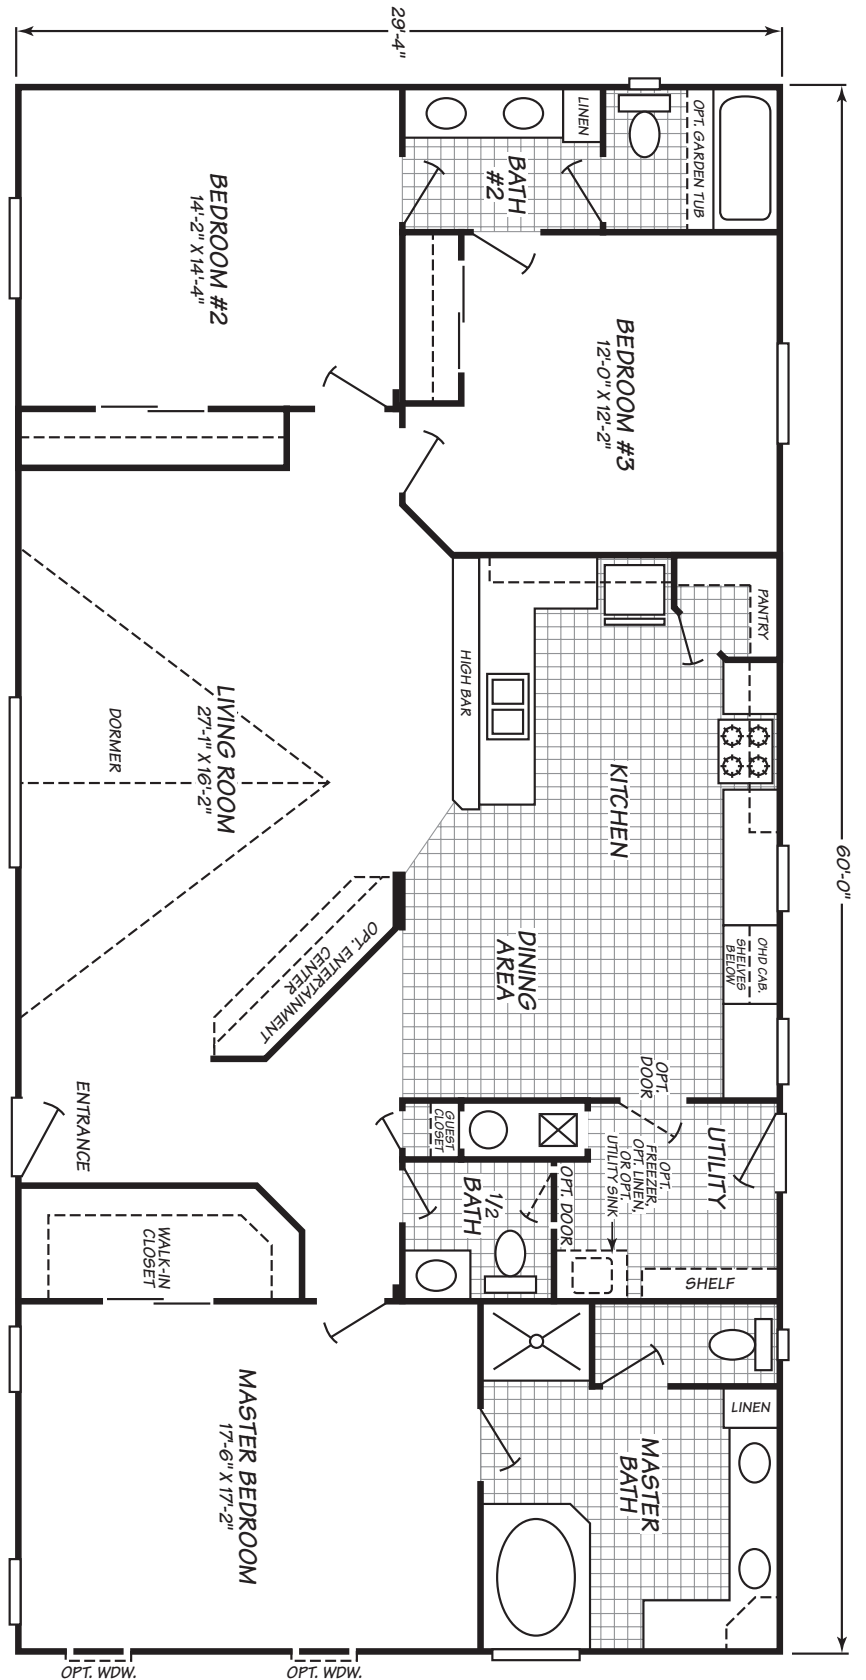 29'-4"
60'-0"
LINEN
OPT. GARDEN TUB
BATH
#2
BEDROOM #2
14'-2" X 14'-4"
BEDROOM #3
12'-0" X 12'-2"
PANTRY
HIGH BAR
KITCHEN
LIVING ROOM
27'-1" X 16'-2"
DORMER
O'HD CAB.
SHELVES
BELOW
DINING
AREA
OPT. ENTERTAINMENT
CENTER
OPT.
DOOR
ENTRANCE
GUEST
CLOSET
UTILITY
OPT.
FREEZER,
OPT. LINEN,
OR OPT.
UTILITY SINK
OPT. DOOR
1/2
BATH
WALK-IN
CLOSET
SHELF
LINEN
MASTER
BATH
MASTER BEDROOM
17'-6" X 17'-2"
OPT. WDW.
OPT. WDW.